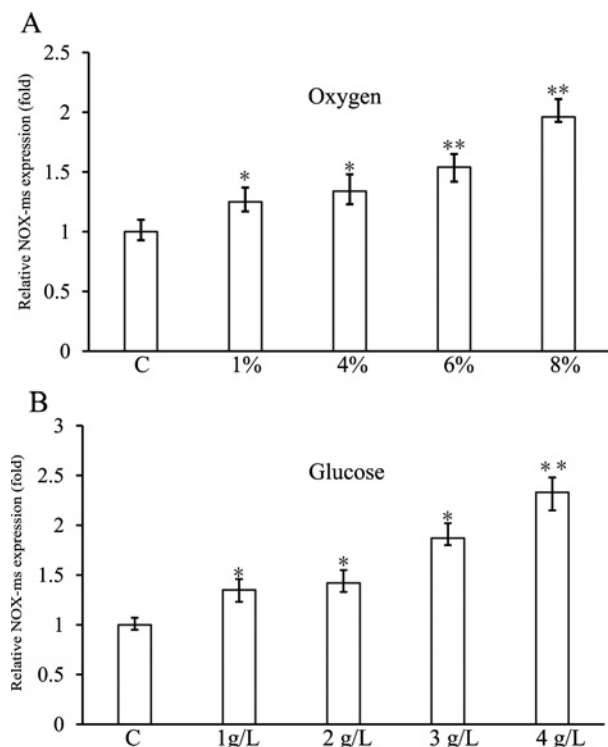 A
Relative NOX-ms expression (fold)
2.5
2
1.5
1
0.5
0
Oxygen
*
*
**
**
C 1% 4% 6% 8%
B
Relative NOX-ms expression (fold)
3
2.5
2
1.5
1
0.5
0
Glucose
*
*
*
**
C 1g/L 2 g/L 3 g/L 4 g/L